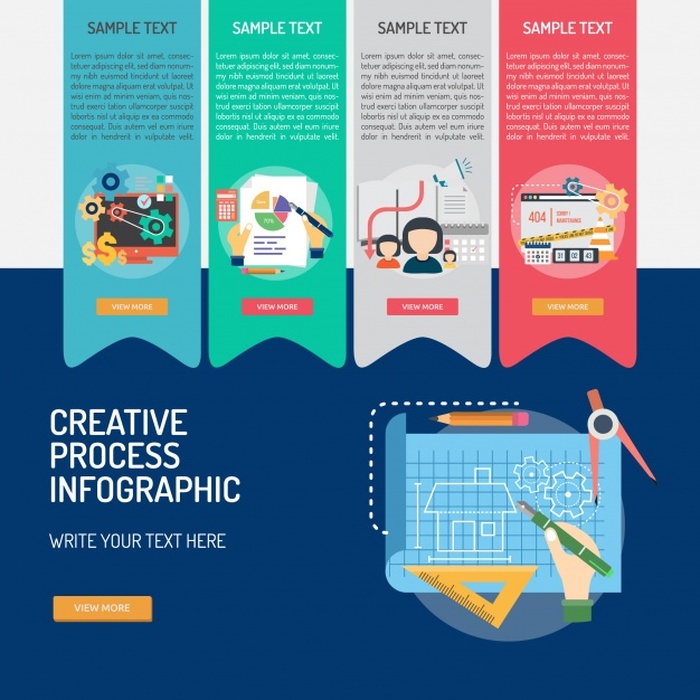 SAMPLE TEXT
Lorem ipsum dolor sit amet, consec-
tetuer adipiscing elit, sed diam nonum-
my nibh euismod tincidunt ut laoreet
dolore magna aliquam erat volutpat. Ut
wisi enim ad minim veniam, quis nos-
trud exerci tation ullamcorper suscipit
lobortis nisl ut aliquip ex ea commodo
consequat. Duis autem vel eum iriure
dolor in hendrerit in vulputate velit.
VIEW MORE
SAMPLE TEXT
Lorem ipsum dolor sit amet, consec-
tetuer adipiscing elit, sed diam nonum-
my nibh euismod tincidunt ut laoreet
dolore magna aliquam erat volutpat. Ut
wisi enim ad minim veniam, quis nos-
trud exerci tation ullamcorper suscipit
lobortis nisl ut aliquip ex ea commodo
consequat. Duis autem vel eum iriure
dolor in hendrerit in vulputate velit.
70%
VIEW MORE
SAMPLE TEXT
Lorem ipsum dolor sit amet, consec-
tetuer adipiscing elit, sed diam nonum-
my nibh euismod tincidunt ut laoreet
dolore magna aliquam erat volutpat. Ut
wisi enim ad minim veniam, quis nos-
trud exerci tation ullamcorper suscipit
lobortis nisl ut aliquip ex ea commodo
consequat. Duis autem vel eum iriure
dolor in hendrerit in vulputate velit.
VIEW MORE
SAMPLE TEXT
Lorem ipsum dolor sit amet, consec-
tetuer adipiscing elit, sed diam nonum-
my nibh euismod tincidunt ut laoreet
dolore magna aliquam erat volutpat. Ut
wisi enim ad minim veniam, quis nos-
trud exerci tation ullamcorper suscipit
lobortis nisl ut aliquip ex ea commodo
consequat. Duis autem vel eum iriure
dolor in hendrerit in vulputate velit.
404
SORRY !
MAINTENANCE
31 02 43
VIEW MORE
CREATIVE
PROCESS
INFOGRAPHIC
WRITE YOUR TEXT HERE
VIEW MORE